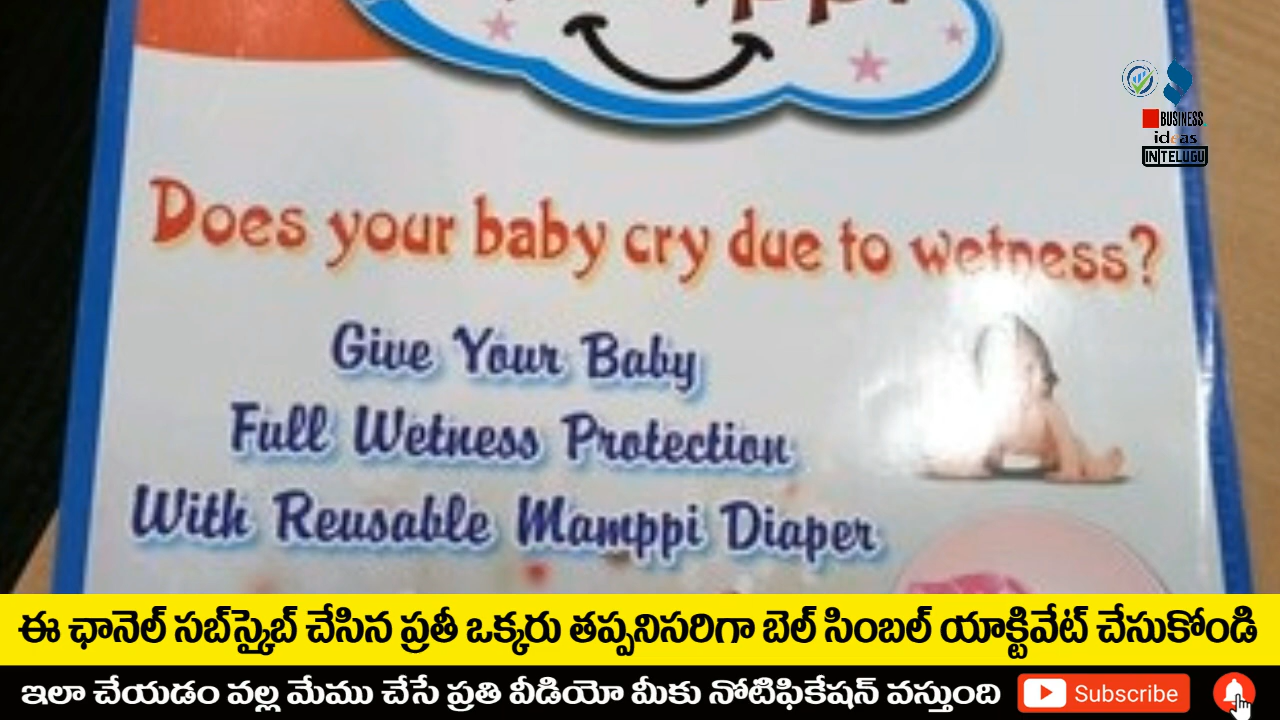 BUSINESS
ideas
IN TELUGU
Does your baby cry due to wetness?
Give Your Baby
Full Wetness Protection
With Reusable Mamppi Diaper
ఈ ఛానెల్ సబ్‌స్క్రైబ్ చేసిన ప్రతీ ఒక్కరు తప్పనిసరిగా బెల్ సింబల్ యాక్టివేట్ చేసుకోండి
ఇలా చేయడం వల్ల మేము చేసే ప్రతి వీడియో మీకు నోటిఫికేషన్ వస్తుంది Subscribe